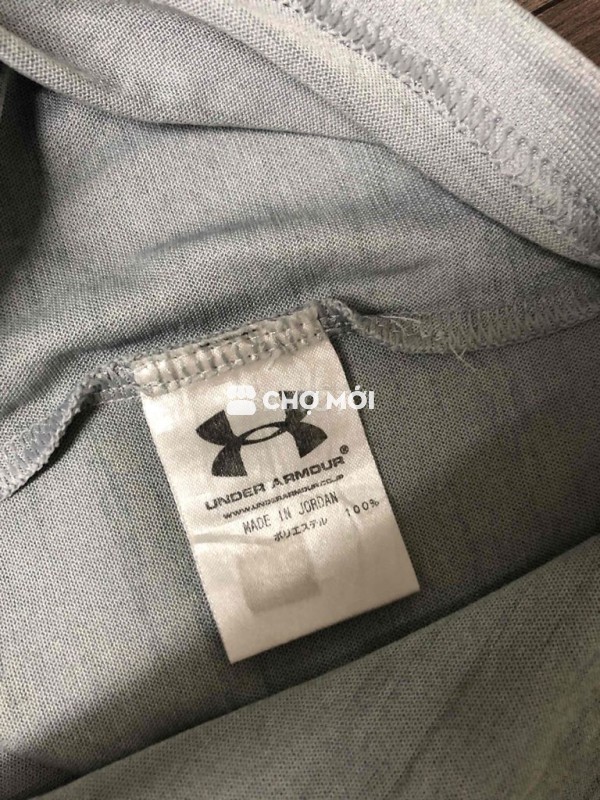 CHỢ MỚI
UNDER ARMOUR®
WWW.UNDERARMOUR.CO.JP
MADE IN JORDAN
ポリエステル 100%